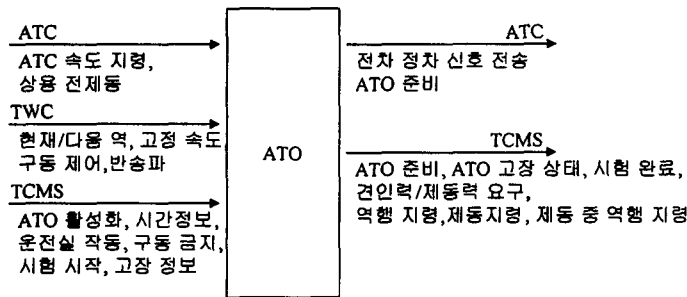 ATC
ATC 속도 지령,
상용 전제동
TWC
현재/다음 역, 고정 속도
구동 제어,반송파
TCMS
ATO 활성화, 시간정보,
운전실 작동, 구동 금지,
시험 시작, 고장 정보
ATO
ATC
전차 정차 신호 전송
ATO 준비
TCMS
ATO 준비, ATO 고장 상태, 시험 완료,
견인력/제동력 요구,
역행 지령,제동지령, 제동 중 역행 지령